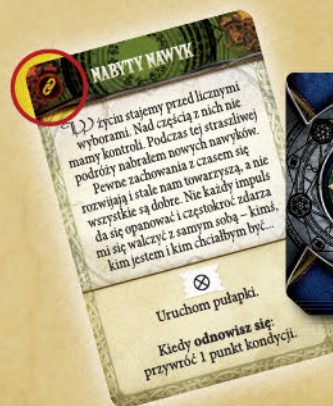 NABYTY NAWYK
W życiu stajemy przed licznymi
wyborami. Nad częścią z nich nie
mamy kontroli. Podczas tej straszliwej
podróży nabrałem nowych nawyków.
Pewne zachowania z czasem się
rozwijają i stale nam towarzyszą, a nie
wszystkie są dobre. Nie każdy impuls
da się opanować i częstokroć zdarza
mi się walczyć z samym sobą – kimś,
kim jestem i kim chciałbym być...
Uruchom pułapki.
Kiedy odnowisz się:
przywróć 1 punkt kondycji.